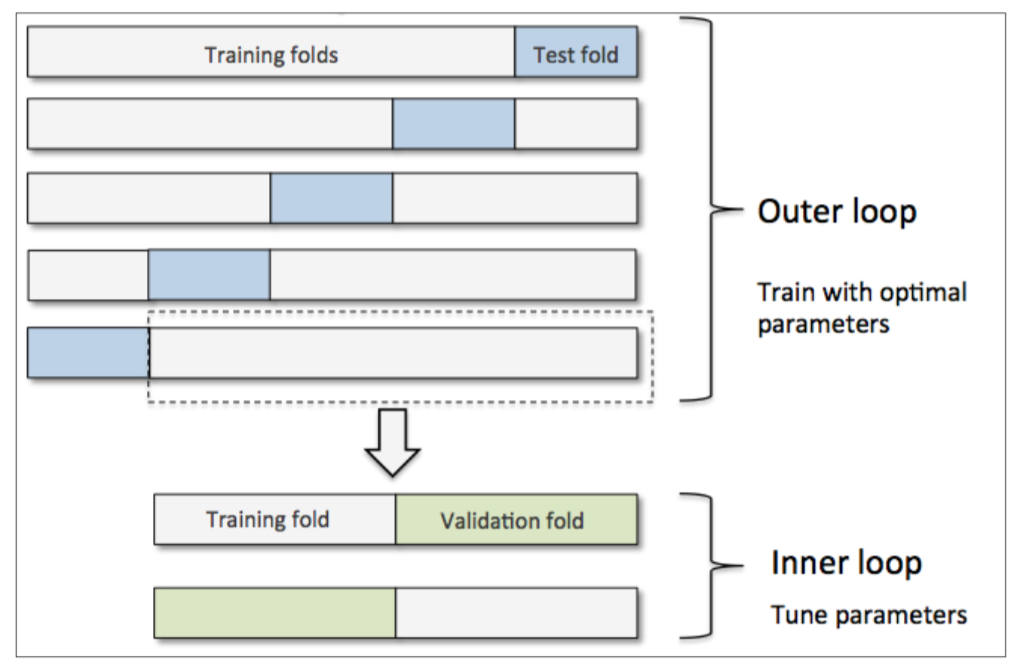 Training folds
Test fold
Outer loop
Train with optimal
parameters
Training fold
Validation fold
Inner loop
Tune parameters